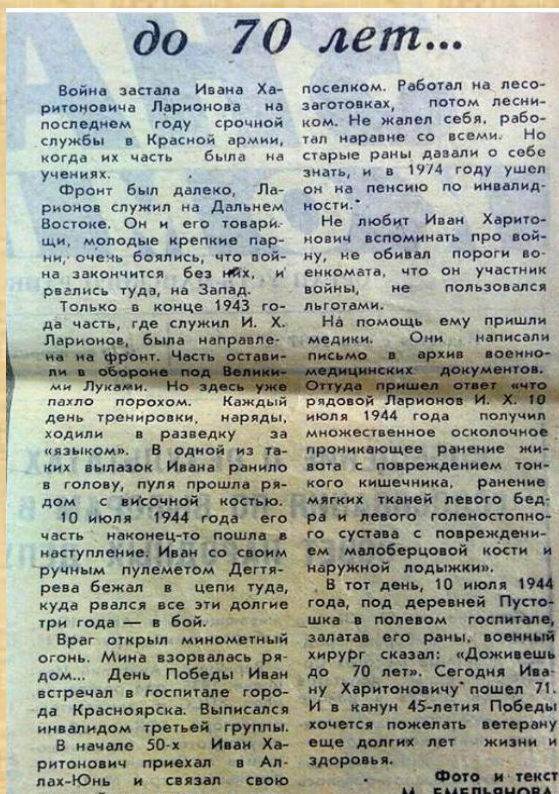 до 70 лет...
Война застала Ивана Ха-
ритоновича Ларионова на
последнем году срочной
службы в Красной армии,
когда их часть была на
учениях.
Фронт был далеко, Ла-
рионов служил на Дальнем
Востоке. Он и его товари-
щи, молодые крепкие пар-
ни, очень боялись, что вой-
на закончится без них, и
рвались туда, на Запад.
Только в конце 1943 го-
да часть, где служил И. Х.
Ларионов, была направле-
на на фронт. Часть остави-
ли в обороне под Велики-
ми Луками. Но здесь уже
пахло порохом. Каждый
день тренировки, наряды,
ходили в разведку за
«языком». В одной из та-
ких вылазок Ивана ранило
в голову, пуля прошла ря-
дом с височной костью.
10 июля 1944 года его
часть наконец-то пошла в
наступление. Иван со своим
ручным пулеметом Дегтя-
рева бежал в цепи туда,
куда рвался все эти долгие
три года — в бой.
Враг открыл минометный
огонь. Мина взорвалась ря-
дом... День Победы Иван
встречал в госпитале горо-
да Красноярска. Выписался
инвалидом третьей группы.
В начале 50-х Иван Ха-
ритонович приехал в Ал-
лах-Юнь и связал свою
поселком. Работал на лесо-
заготовках, потом лесни-
ком. Не жалел себя, рабо-
тал наравне со всеми. Но
старые раны давали о себе
знать, и в 1974 году ушел
он на пенсию по инвалид-
ности.
Не любит Иван Харито-
нович вспоминать про вой-
ну, не обивал пороги во-
енкомата, что он участник
войны, не пользовался
льготами.
На помощь ему пришли
медики. Они написали
письмо в архив военно-
медицинских документов.
Оттуда пришел ответ «что
рядовой Ларионов И. Х. 10
июля 1944 года получил
множественное осколочное
проникающее ранение жи-
вота с повреждением тон-
кого кишечника, ранение
мягких тканей левого бед-
ра и левого голеностопно-
го сустава с повреждени-
ем малоберцовой кости и
наружной лодыжки».
В тот день, 10 июля 1944
года, под деревней Пусто-
шка в полевом госпитале,
залатав его раны, военный
хирург сказал: «Доживешь
до 70 лет». Сегодня Ива-
ну Харитоновичу пошел 71.
И в канун 45-летия Победы
хочется пожелать ветерану
еще долгих лет жизни и
здоровья.
Фото и текст
М. ЕМЕЛЬЯНОВА